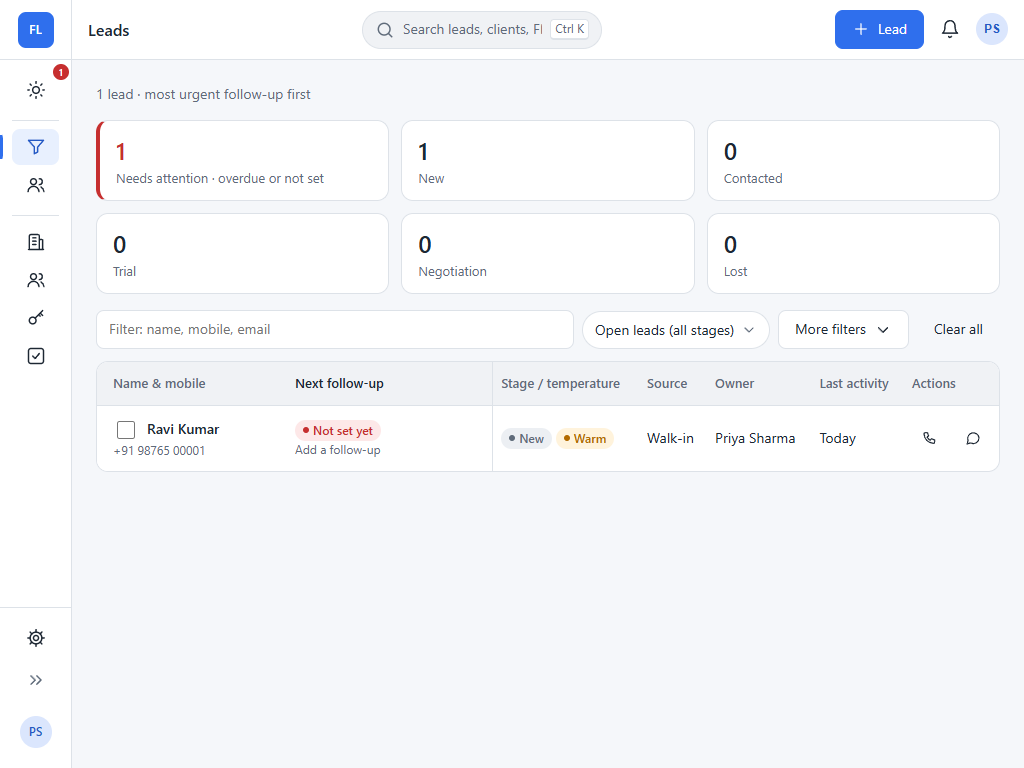 FL
Leads
Search leads, clients, Fl
Ctrl K
Lead
PS
1
1 lead · most urgent follow-up first
1
Needs attention · overdue or not set
1
New
0
Contacted
0
Trial
0
Negotiation
0
Lost
Filter: name, mobile, email
Open leads (all stages)
More filters
Clear all
Name & mobile
Next follow-up
Stage / temperature
Source
Owner
Last activity
Actions
Ravi Kumar
+91 98765 00001
Not set yet
Add a follow-up
New
Warm
Walk-in
Priya Sharma
Today
PS